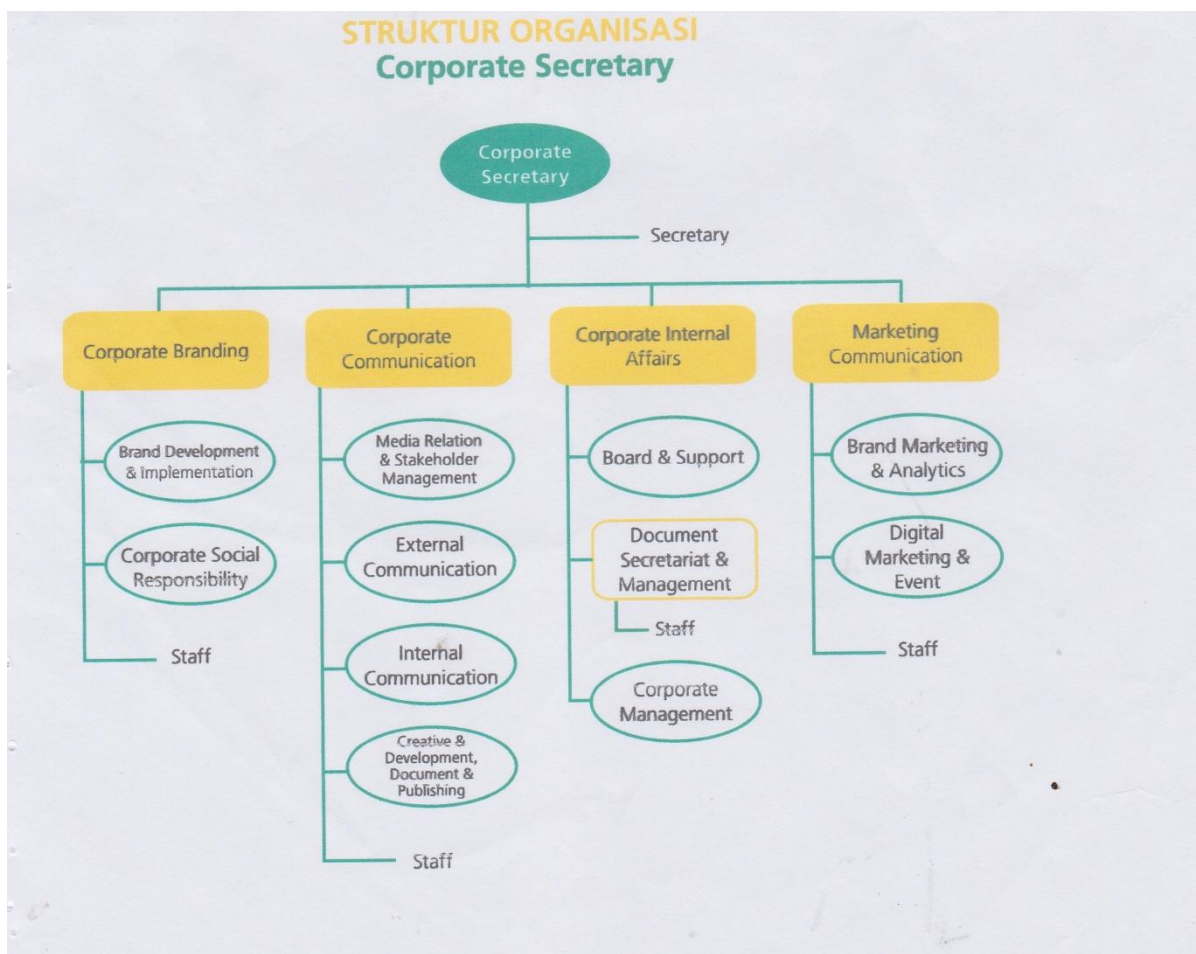 STRUKTUR ORGANISASI
Corporate Secretary
Corporate
Secretary
Secretary
Corporate Branding
Brand Development
& Implementation
Corporate Social
Responsibility
Staff
Corporate
Communication
Media Relation
& Stakeholder
Management
External
Communication
Internal
Communication
Creative &
Development,
Document &
Publishing
Staff
Corporate Internal
Affairs
Board & Support
Document
Secretariat &
Management
Staff
Corporate
Management
Marketing
Communication
Brand Marketing
& Analytics
Digital
Marketing &
Event
Staff